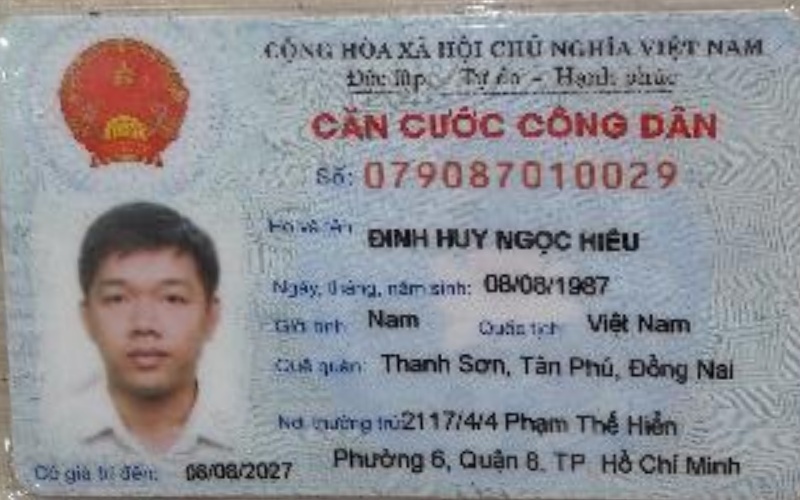 CỘNG HÒA XÃ HỘI CHỦ NGHĨA VIỆT NAM
Độc lập - Tự do - Hạnh phúc
CĂN CƯỚC CÔNG DÂN
Số: 079087010029
Họ và tên: ĐINH HUY NGỌC HIẾU
Ngày, tháng, năm sinh: 08/08/1987
Giới tính: Nam Quốc tịch: Việt Nam
Quê quán: Thanh Sơn, Tân Phú, Đồng Nai
Nơi thường trú: 2117/4/4 Phạm Thế Hiển
Phường 6, Quận 8, TP. Hồ Chí Minh
Có giá trị đến: 08/08/2027